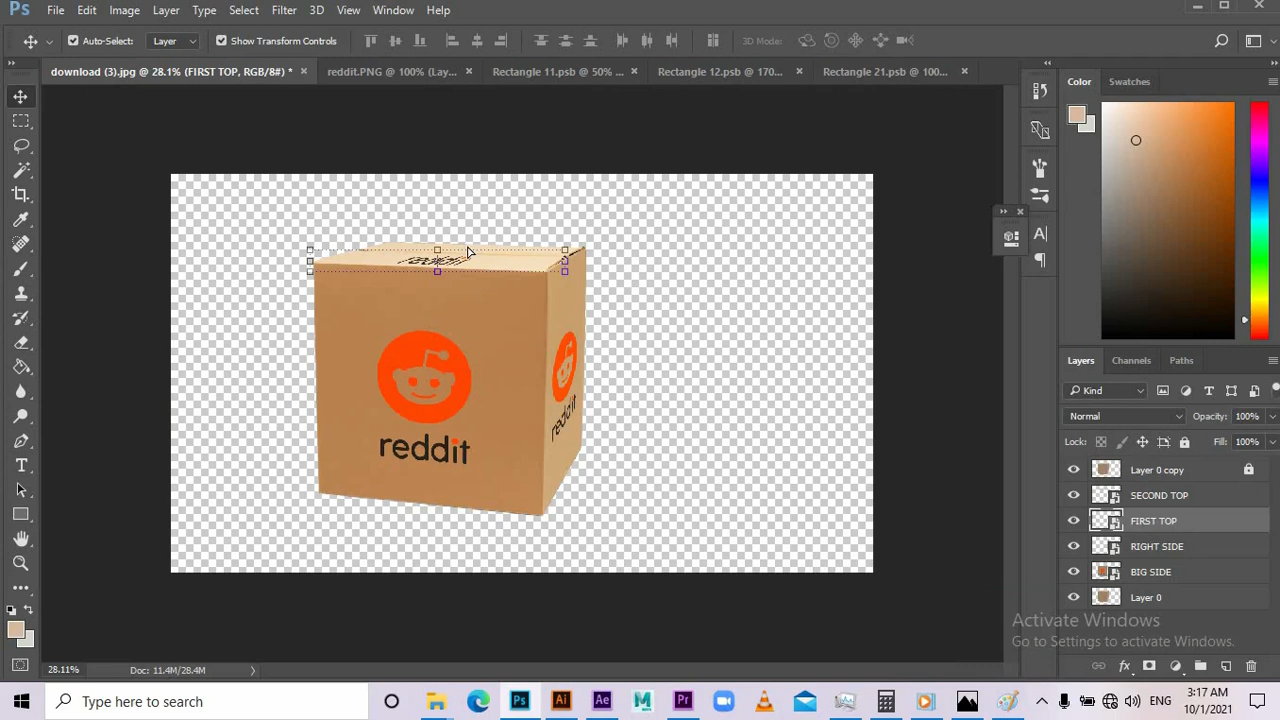 Ps File Edit Image Layer Type Select Filter 3D View Window Help
Auto-Select: Layer Show Transform Controls 3D Mode:
download (3).jpg @ 28.1% (FIRST TOP, RGB/8#) * × reddit.PNG @ 100% (Lay... × Rectangle 11.psb @ 50% ... × Rectangle 12.psb @ 170... × Rectangle 21.psb @ 100... ×
Color Swatches
reddit
reddit
reddit
Layers Channels Paths
Kind
Normal Opacity: 100%
Lock: Fill: 100%
Layer 0 copy
SECOND TOP
FIRST TOP
RIGHT SIDE
BIG SIDE
Layer 0
Activate Windows
Go to Settings to activate Windows.
28.11% Doc: 11.4M/28.4M
Type here to search
ENG
3:17 AM
10/1/2021